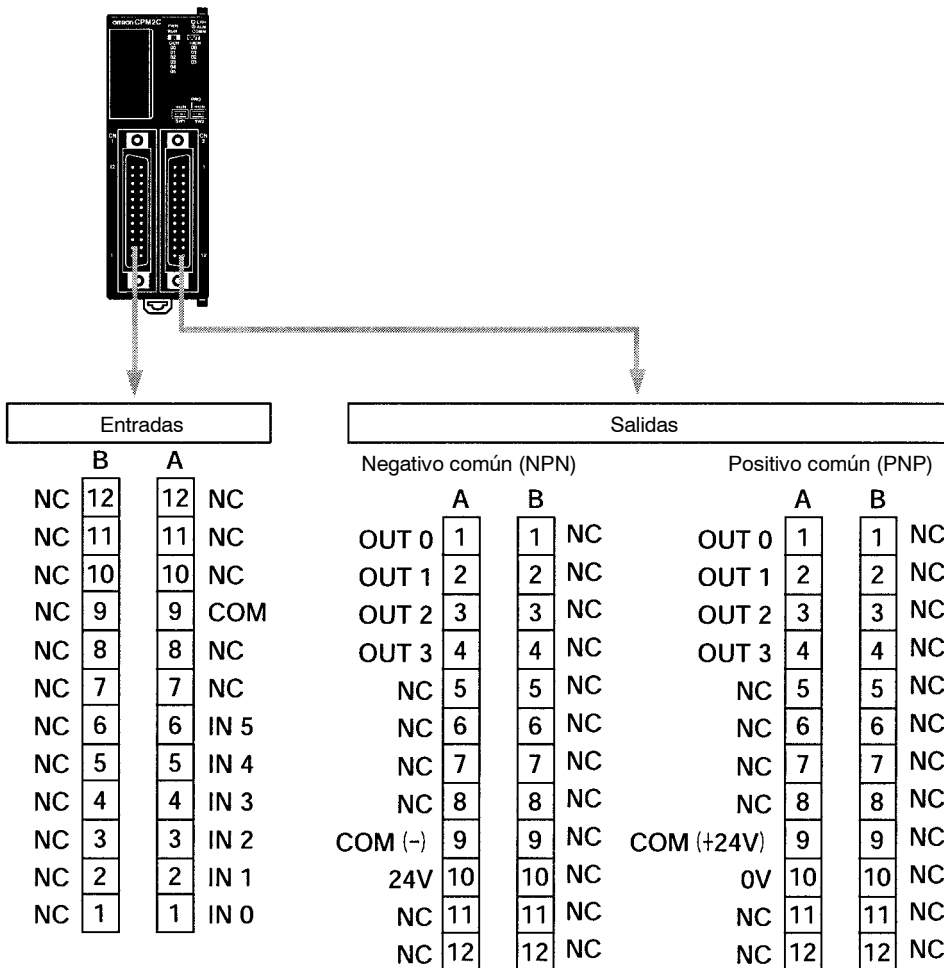 omron CPM2C
CN
1
CN
2
12
1
1
12
Entradas
Salidas
Negativo común (NPN)
Positivo común (PNP)
B A
NC 12 12 NC
NC 11 11 NC
NC 10 10 NC
NC 9 9 COM
NC 8 8 NC
NC 7 7 NC
NC 6 6 IN 5
NC 5 5 IN 4
NC 4 4 IN 3
NC 3 3 IN 2
NC 2 2 IN 1
NC 1 1 IN 0
A B
OUT 0 1 1 NC
OUT 1 2 2 NC
OUT 2 3 3 NC
OUT 3 4 4 NC
NC 5 5 NC
NC 6 6 NC
NC 7 7 NC
NC 8 8 NC
COM (-) 9 9 NC
24V 10 10 NC
NC 11 11 NC
NC 12 12 NC
A B
OUT 0 1 1 NC
OUT 1 2 2 NC
OUT 2 3 3 NC
OUT 3 4 4 NC
NC 5 5 NC
NC 6 6 NC
NC 7 7 NC
NC 8 8 NC
COM (+24V) 9 9 NC
0V 10 10 NC
NC 11 11 NC
NC 12 12 NC